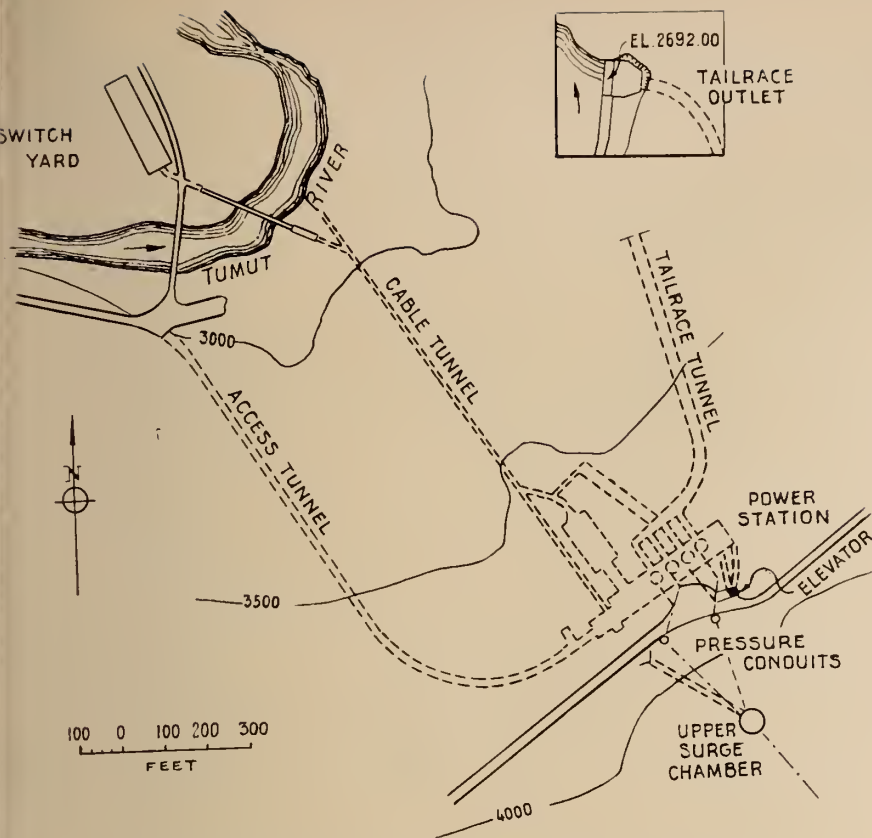 EL.2692.00
TAILRACE
OUTLET
SWITCH
YARD
RIVER
TUMUT
CABLE TUNNEL
TAILRACE TUNNEL
3000
ACCESS TUNNEL
N
POWER
STATION
ELEVATOR
3500
PRESSURE
CONDUITS
100 0 100 200 300
FEET
UPPER
SURGE
CHAMBER
4000